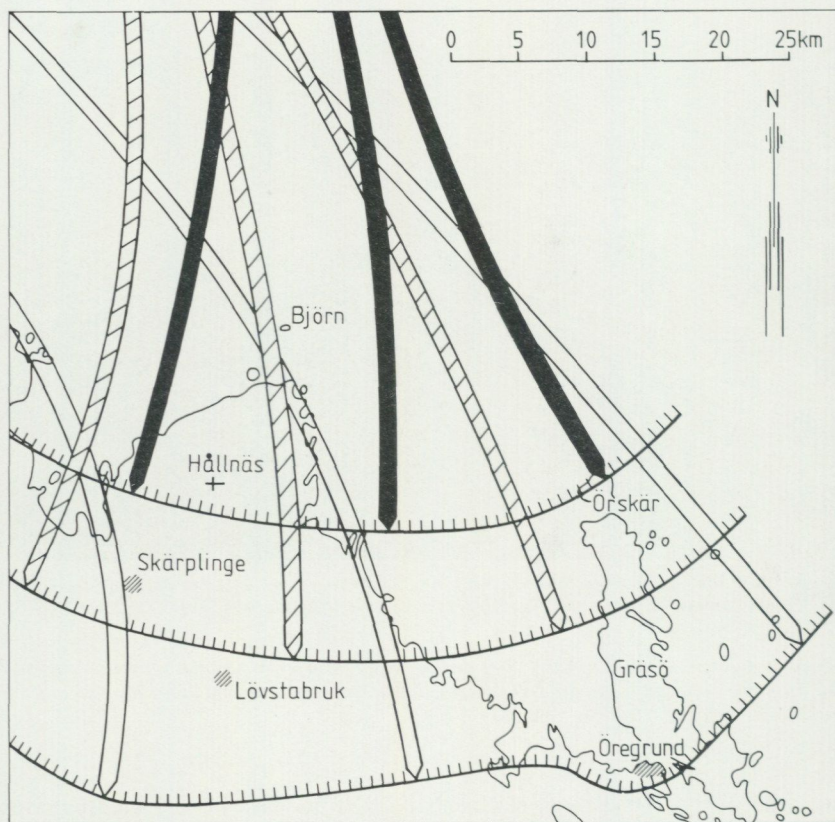 0 5 10 15 20 25km
N
Björn
Hållnäs
Örskär
Skärplinge
Gräsö
Lövstabruk
Öregrund